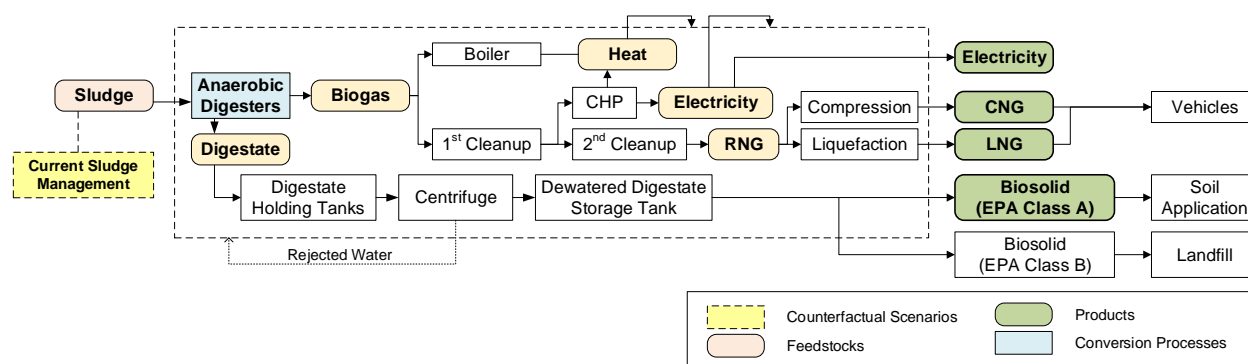 Boiler
Heat
Electricity
Sludge
Anaerobic
Digesters
Biogas
CHP
Electricity
Compression
CNG
Vehicles
Digestate
1st Cleanup
2nd Cleanup
RNG
Liquefaction
LNG
Current Sludge
Management
Digestate
Holding Tanks
Centrifuge
Dewatered Digestate
Storage Tank
Biosolid
(EPA Class A)
Soil
Application
Rejected Water
Biosolid
(EPA Class B)
Landfill
Counterfactual Scenarios
Products
Feedstocks
Conversion Processes